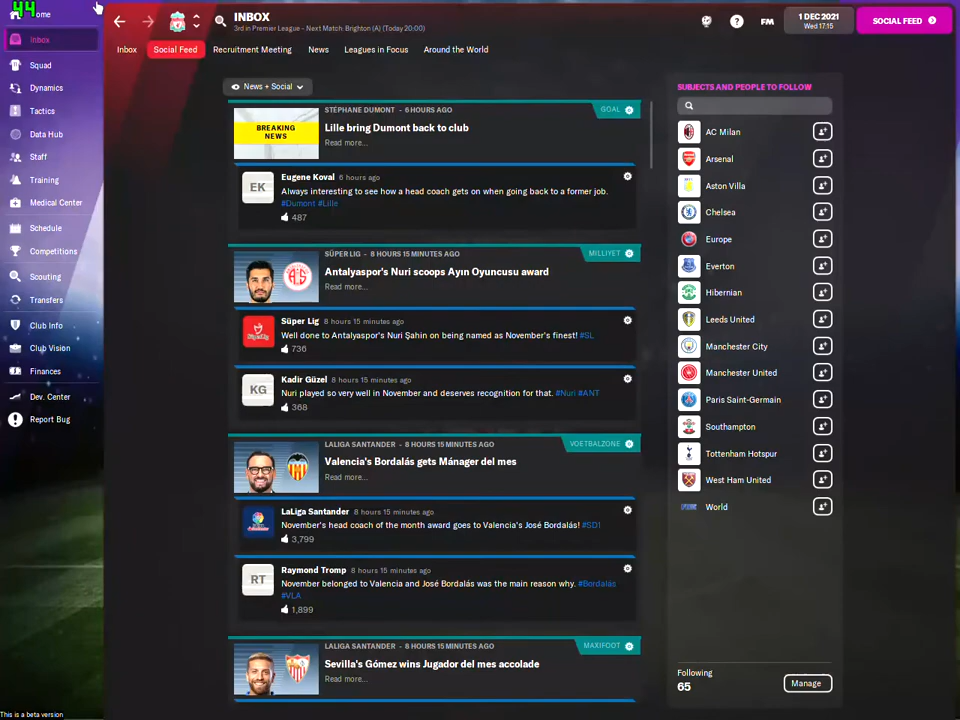 44
ome
Inbox
Squad
Dynamics
Tactics
Data Hub
Staff
Training
Medical Center
Schedule
Competitions
Scouting
Transfers
Club Info
Club Vision
Finances
Dev. Center
Report Bug
This is a beta version
INBOX
3rd in Premier League - Next Match: Brighton (A) (Today 20:00)
?
FM
1 DEC 2021
Wed 17:15
SOCIAL FEED
Inbox
Social Feed
Recruitment Meeting
News
Leagues in Focus
Around the World
News + Social
STÉPHANE DUMONT - 6 HOURS AGO
GOAL
BREAKING
NEWS
Lille bring Dumont back to club
Read more...
EK
Eugene Koval 6 hours ago
Always interesting to see how a head coach gets on when going back to a former job.
#Dumont #Lille
487
SÜPER LIG - 8 HOURS 15 MINUTES AGO
MILLIYET
Antalyaspor's Nuri scoops Ayın Oyuncusu award
Read more...
Süper Lig 8 hours 15 minutes ago
Well done to Antalyaspor's Nuri Şahin on being named as November's finest! #SL
736
KG
Kadir Güzel 8 hours 15 minutes ago
Nuri played so very well in November and deserves recognition for that. #Nuri #ANT
368
LALIGA SANTANDER - 8 HOURS 15 MINUTES AGO
VOETBALZONE
Valencia's Bordalás gets Mánager del mes
Read more...
LaLiga Santander 8 hours 15 minutes ago
November's head coach of the month award goes to Valencia's José Bordalás! #SD1
3,799
RT
Raymond Tromp 8 hours 15 minutes ago
November belonged to Valencia and José Bordalás was the main reason why. #Bordalás
#VLA
1,899
LALIGA SANTANDER - 8 HOURS 15 MINUTES AGO
MAXIFOOT
Sevilla's Gómez wins Jugador del mes accolade
Read more...
SUBJECTS AND PEOPLE TO FOLLOW
AC Milan
Arsenal
Aston Villa
Chelsea
Europe
Everton
Hibernian
Leeds United
Manchester City
Manchester United
Paris Saint-Germain
Southampton
Tottenham Hotspur
West Ham United
World
Following
65
Manage